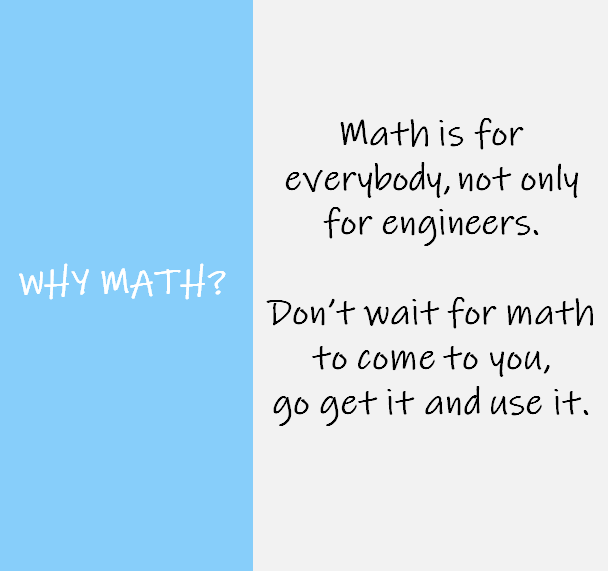 WHY MATH?
Math is for
everybody, not only
for engineers.
Don't wait for math
to come to you,
go get it and use it.